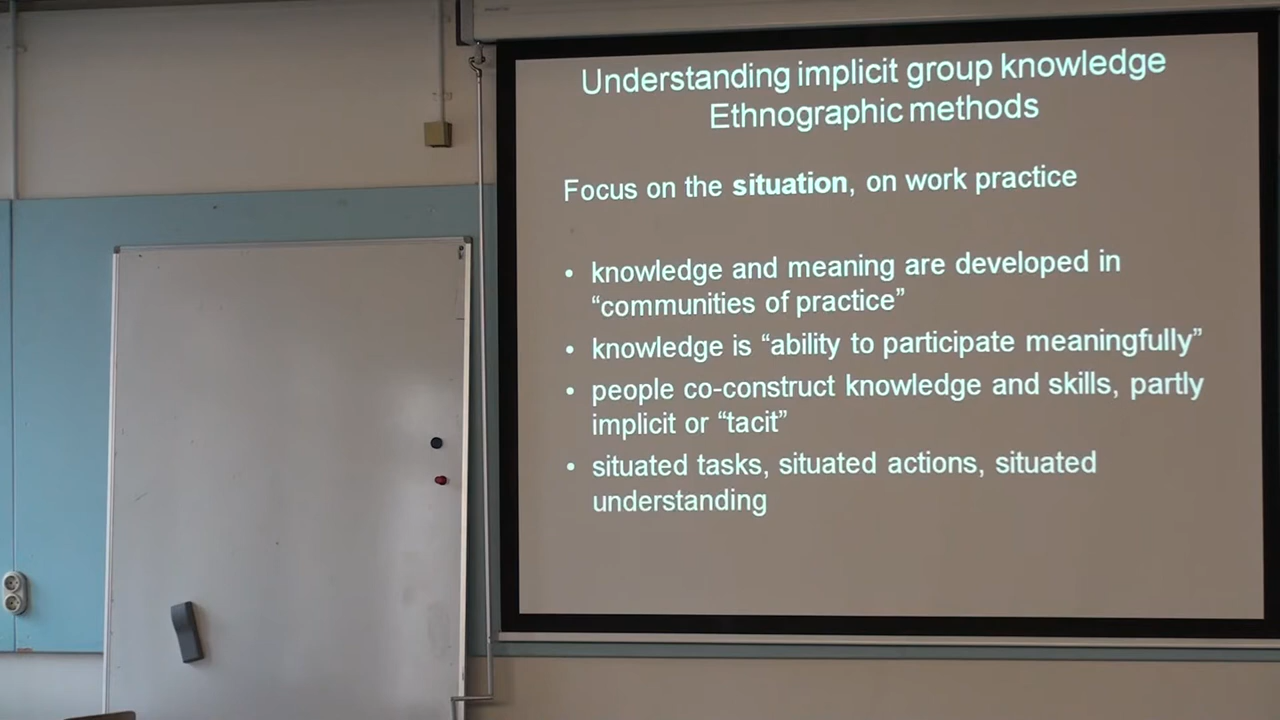 Understanding implicit group knowledge
Ethnographic methods
Focus on the situation, on work practice
• knowledge and meaning are developed in
“communities of practice”
• knowledge is “ability to participate meaningfully”
• people co-construct knowledge and skills, partly
implicit or “tacit”
• situated tasks, situated actions, situated
understanding